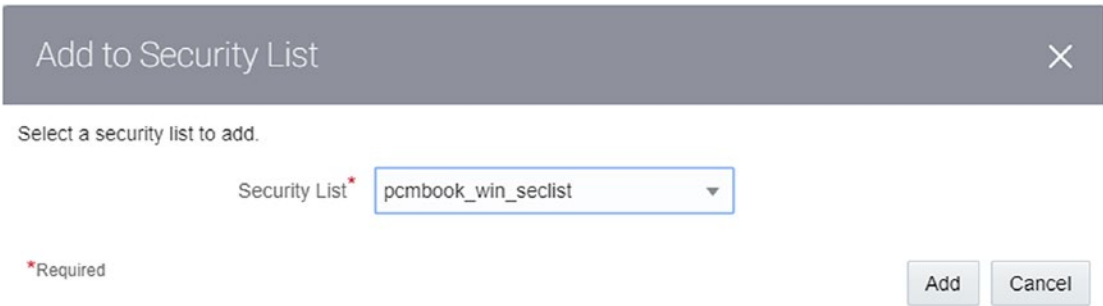 Add to Security List
Select a security list to add.
Security List* pcmbook_win_seclist
*Required
Add Cancel